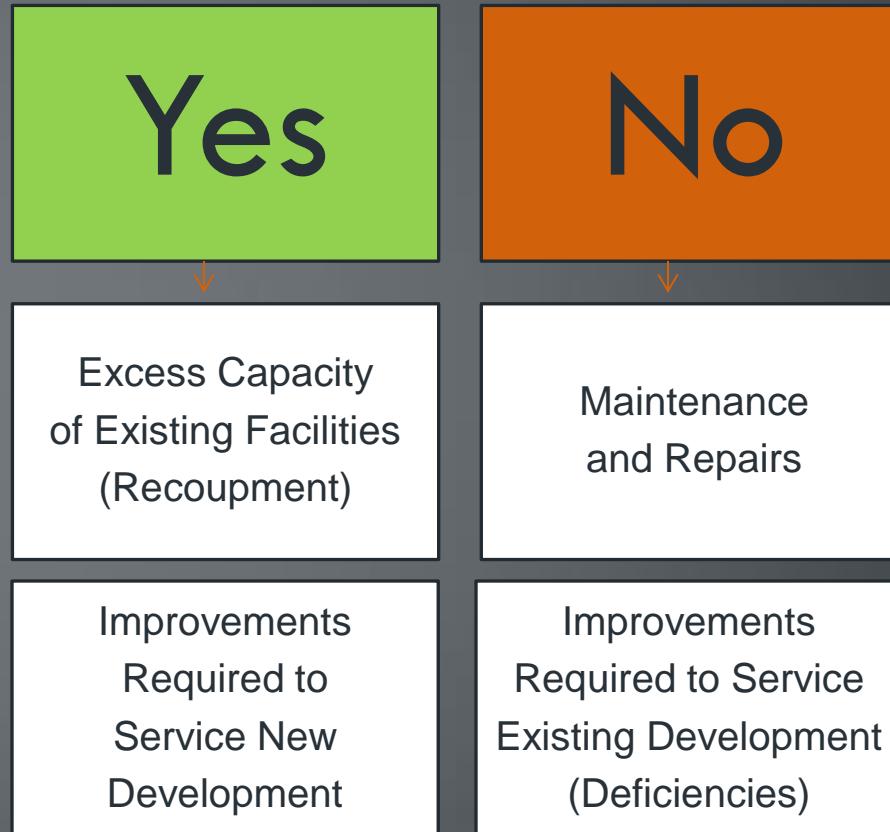 Yes
No
Excess Capacity
of Existing Facilities
(Recoupment)
Maintenance
and Repairs
Improvements
Required to
Service New
Development
Improvements
Required to Service
Existing Development
(Deficiencies)